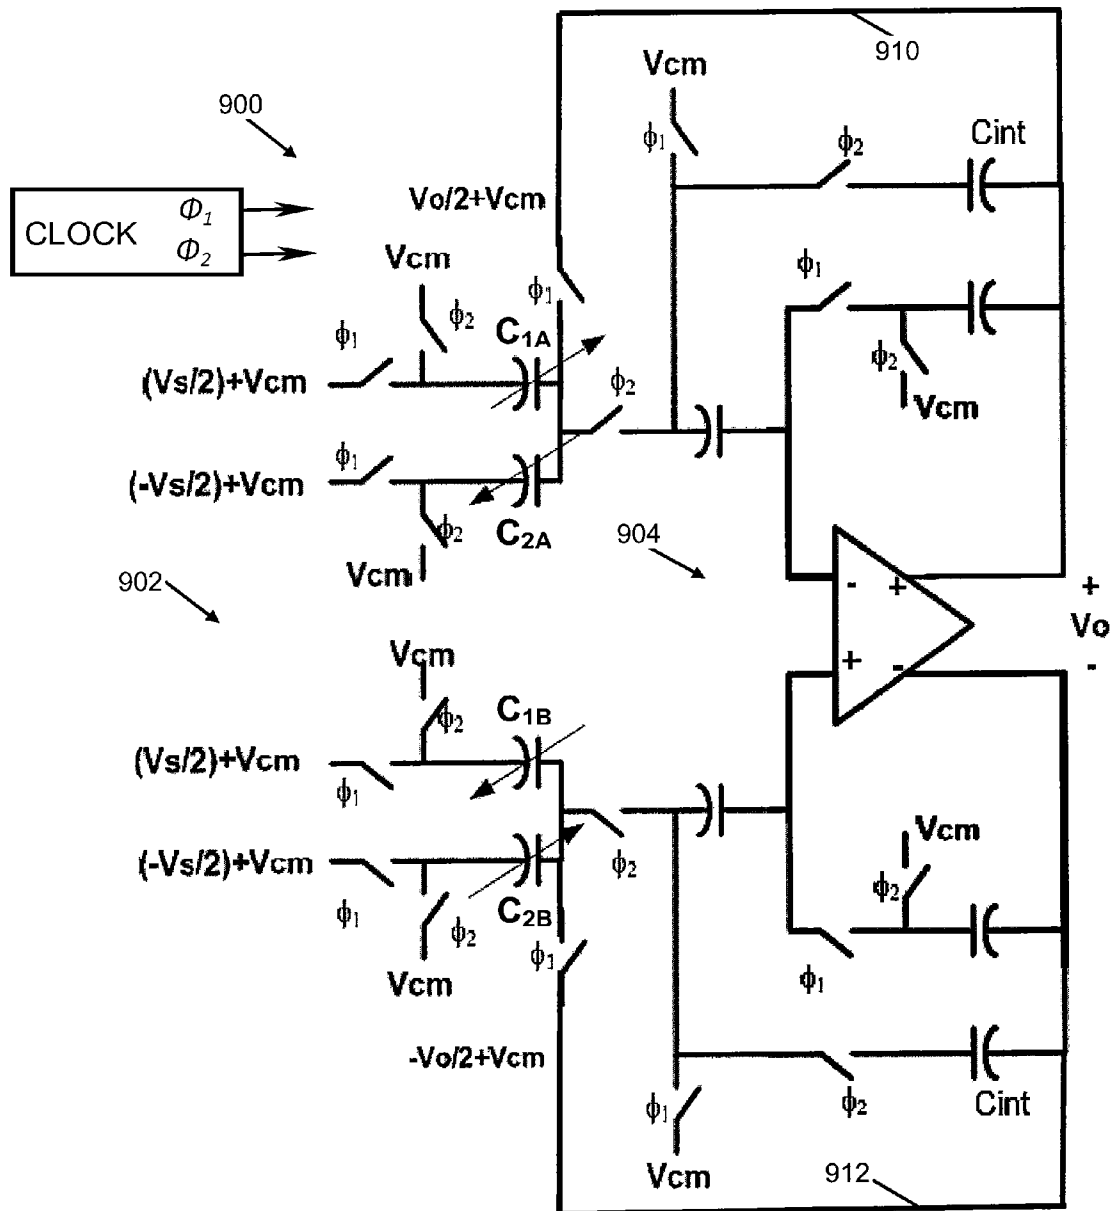 910
Vcm
900
ϕ1
ϕ2
Cint
Vo/2+Vcm
Φ1
CLOCK
Φ2
Vcm
ϕ1
ϕ1
ϕ2
C1A
ϕ1
(Vs/2)+Vcm
ϕ2
ϕ2
Vcm
ϕ1
(-Vs/2)+Vcm
ϕ2
C2A
904
Vcm
902
- +
+
Vo
+ -
-
Vcm
C1B
ϕ2
(Vs/2)+Vcm
ϕ1
Vcm
(-Vs/2)+Vcm
ϕ2
ϕ2
C2B
ϕ1
ϕ2
ϕ1
Vcm
ϕ1
-Vo/2+Vcm
ϕ1
ϕ2
Cint
Vcm
912